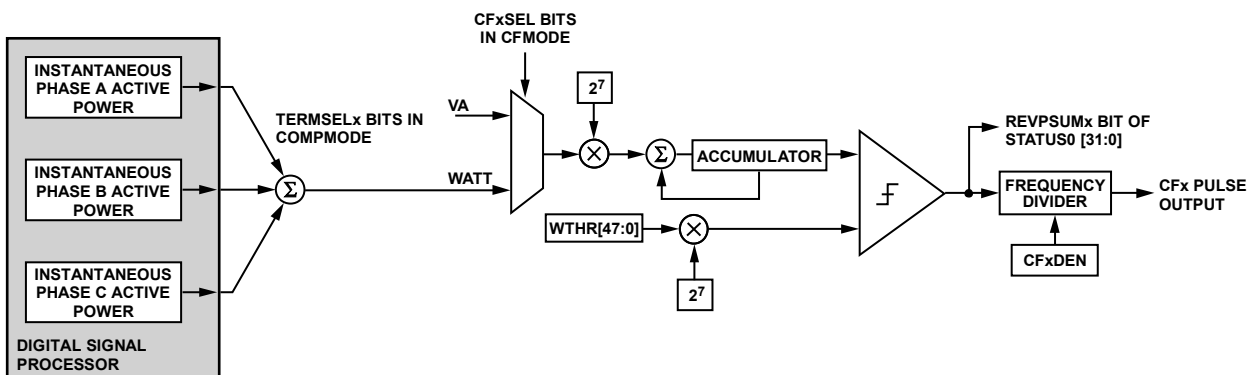 INSTANTANEOUS
PHASE A ACTIVE
POWER
INSTANTANEOUS
PHASE B ACTIVE
POWER
INSTANTANEOUS
PHASE C ACTIVE
POWER
DIGITAL SIGNAL
PROCESSOR
TERMSELx BITS IN
COMPMODE
Σ
CFxSEL BITS
IN CFMODE
VA
WATT
2⁷
×
Σ
ACCUMULATOR
WTHR[47:0]
×
2⁷
REVPSUMx BIT OF
STATUS0 [31:0]
FREQUENCY
DIVIDER
CFx PULSE
OUTPUT
CFxDEN